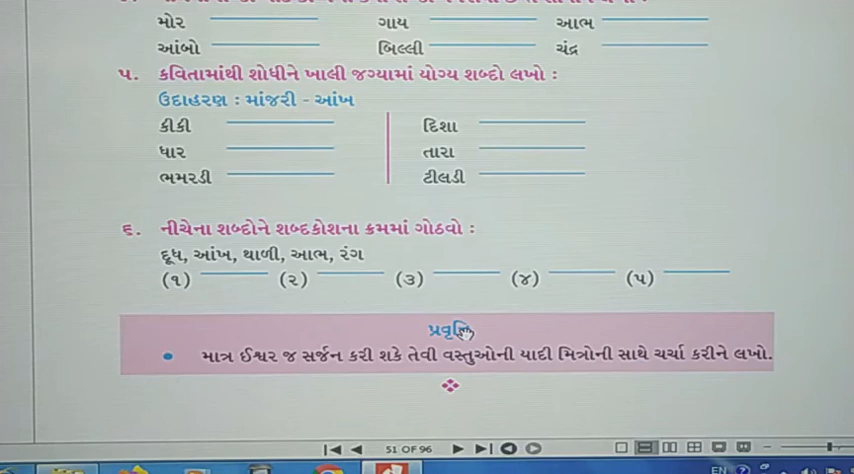 મોર ગાય આભ
આંબો બિલ્લી ચંદ્ર
૫. કવિતામાંથી શોધીને ખાલી જગ્યામાં યોગ્ય શબ્દો લખો :
ઉદાહરણ : માંજરી - આંખ
કીકી દિશા
ધાર તારા
ભમરડી ટીલડી
૬. નીચેના શબ્દોને શબ્દકોશના ક્રમમાં ગોઠવો :
દૂધ, આંખ, થાળી, આભ, રંગ
(૧) (૨) (૩) (૪) (૫)
પ્રવૃત્તિ
• માત્ર ઈશ્વર જ સર્જન કરી શકે તેવી વસ્તુઓની યાદી મિત્રોની સાથે ચર્ચા કરીને લખો.
51 OF 96
EN